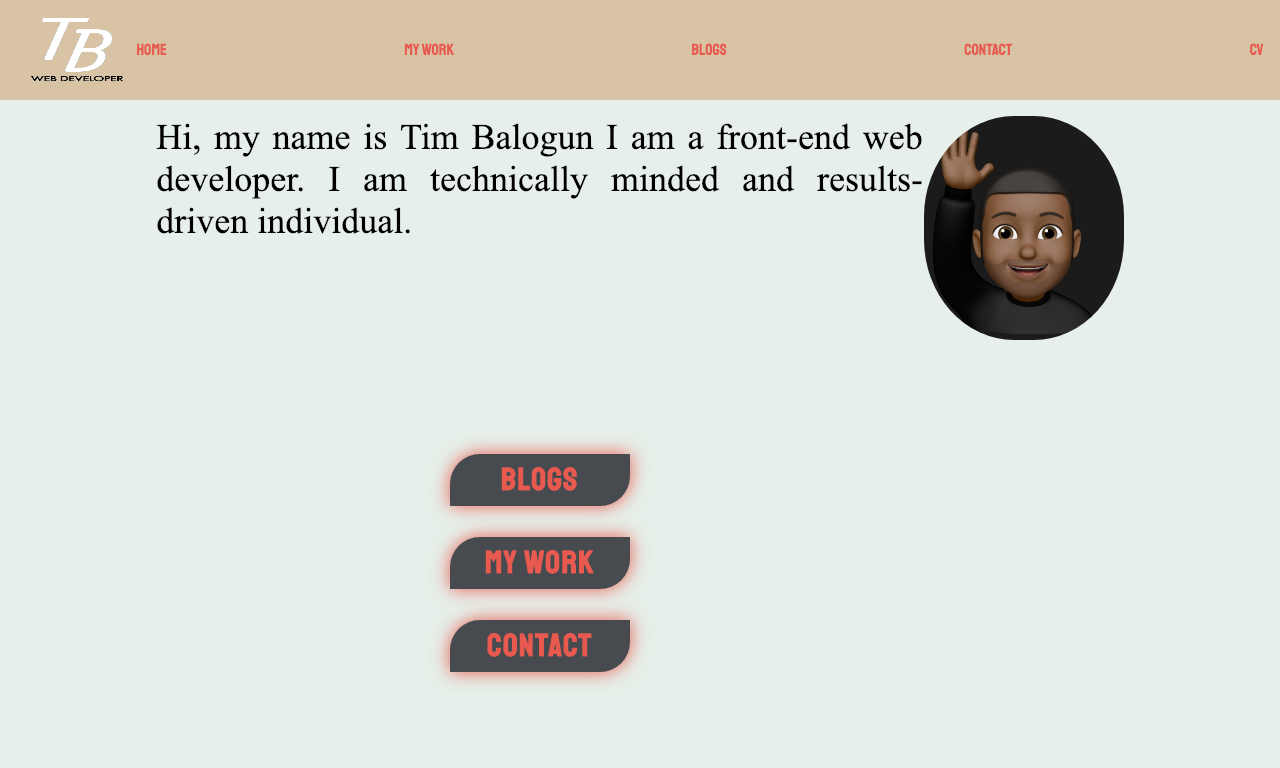 TB
WEB DEVELOPER
HOME
MY WORK
BLOGS
CONTACT
CV
Hi, my name is Tim Balogun I am a front-end web
developer. I am technically minded and results-
driven individual.
BLOGS
MY WORK
CONTACT